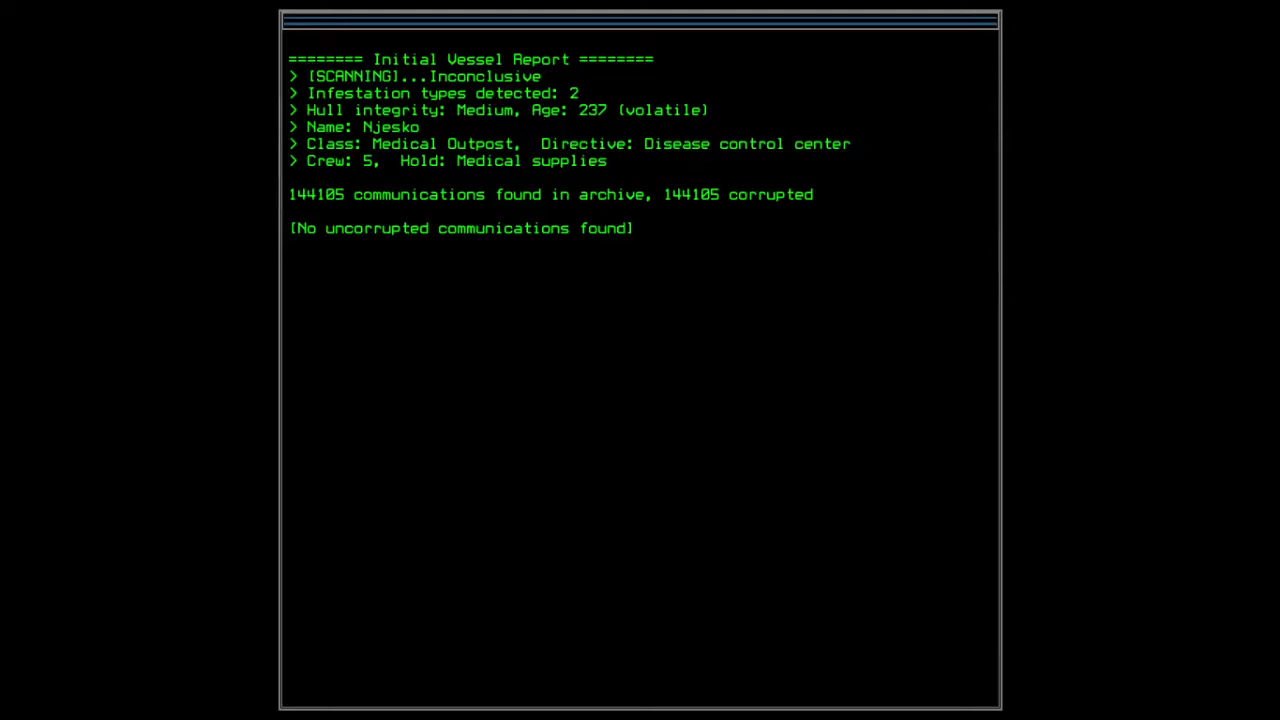 ======== Initial Vessel Report ========
> [SCANNING]...Inconclusive
> Infestation types detected: 2
> Hull integrity: Medium, Age: 237 (volatile)
> Name: Njesko
> Class: Medical Outpost,  Directive: Disease control center
> Crew: 5,  Hold: Medical supplies
144105 communications found in archive, 144105 corrupted
[No uncorrupted communications found]